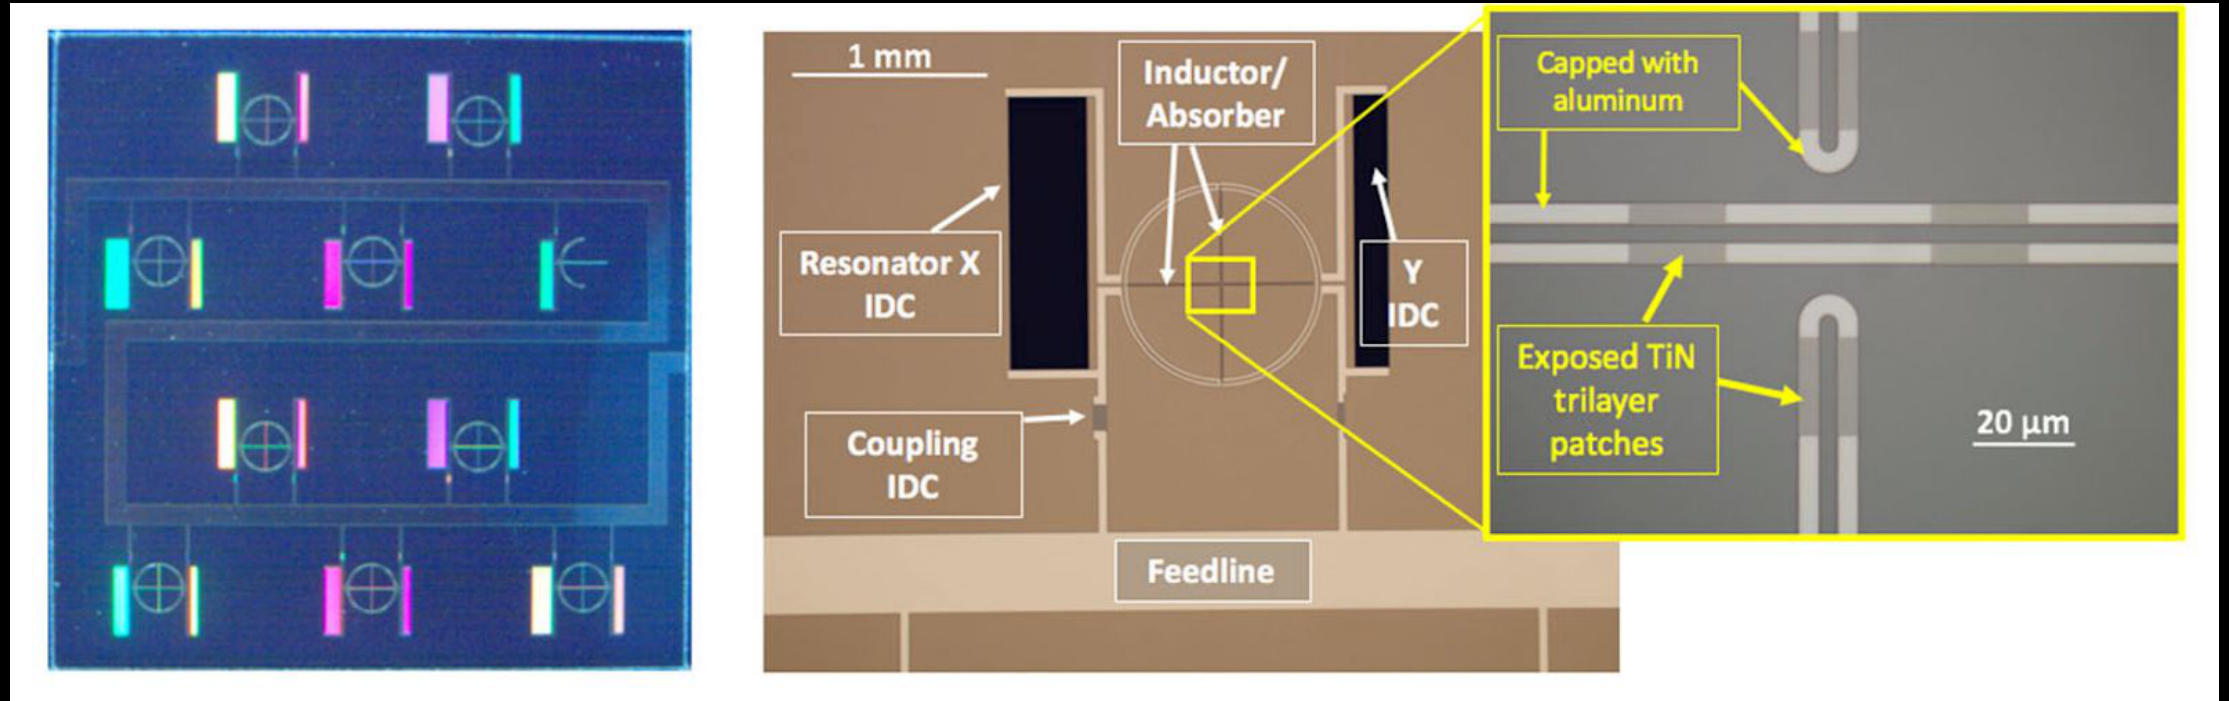 1 mm
Inductor/
Absorber
Resonator X
IDC
Y
IDC
Coupling
IDC
Feedline
Capped with
aluminum
Exposed TiN
trilayer
patches
20 µm